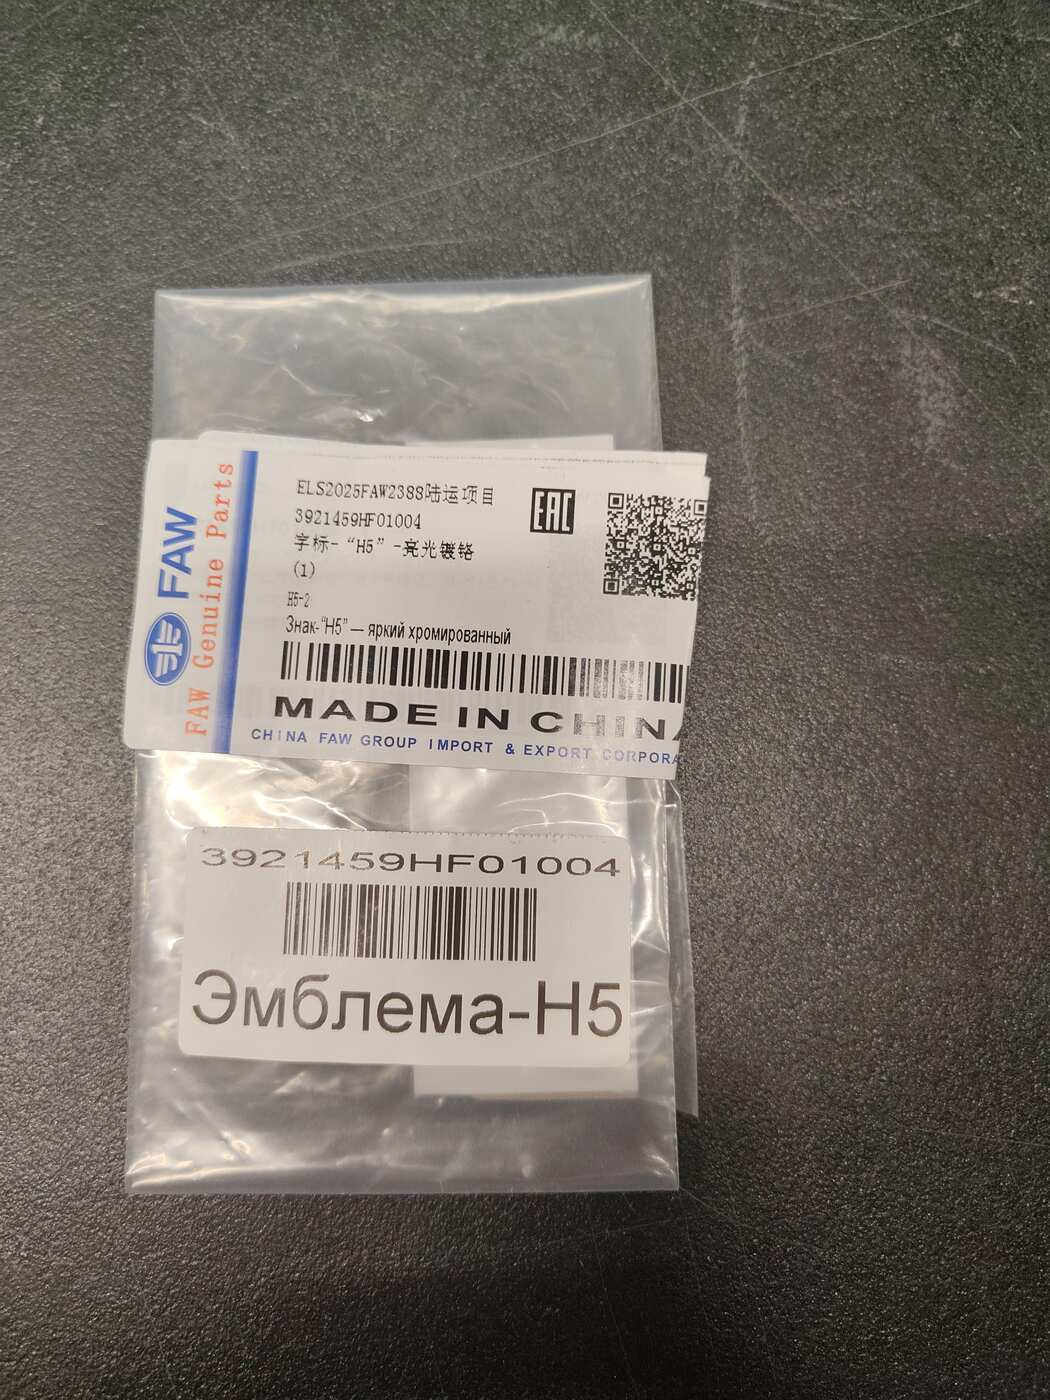 FAW
FAW Genuine Parts
ELS2025FAW2388陆运项目
EAC
3921459HF01004
字标-“H5”-亮光镀铬
(1)
H5-2
Знак-“H5” — яркий хромированный
MADE IN CHINA
CHINA FAW GROUP IMPORT & EXPORT CORPORA
3921459HF01004
Эмблема-H5